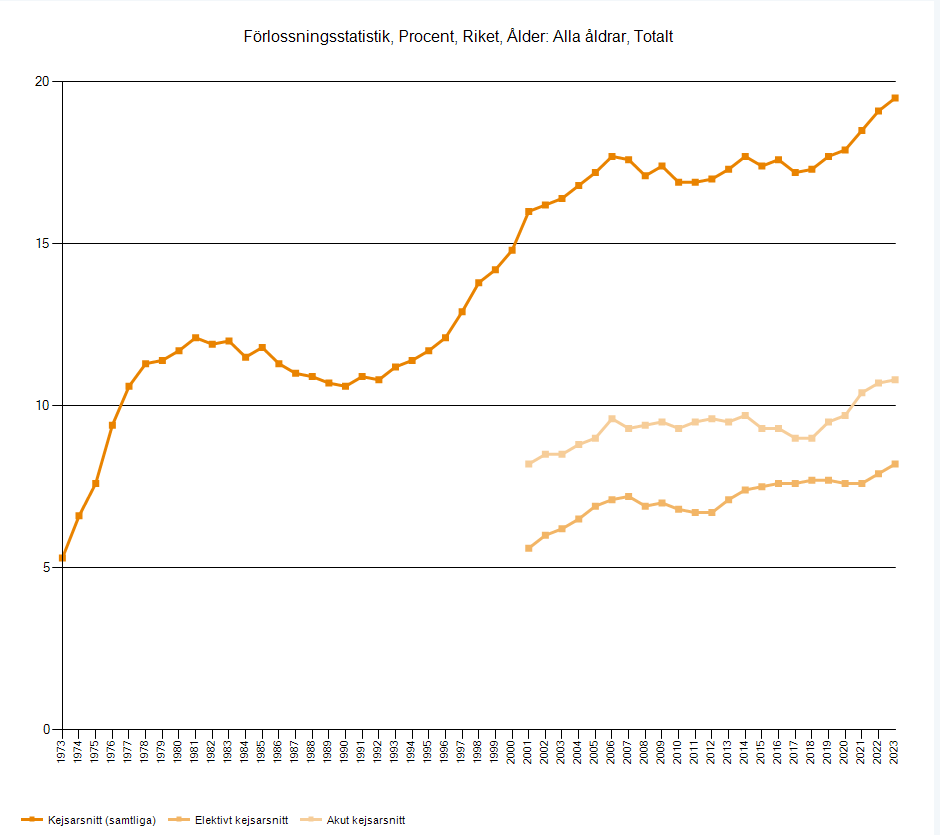 Förlossningsstatistik, Procent, Riket, Ålder: Alla åldrar, Totalt
20
15
10
5
0
1973 1974 1975 1976 1977 1978 1979 1980 1981 1982 1983 1984 1985 1986 1987 1988 1989 1990 1991 1992 1993 1994 1995 1996 1997 1998 1999 2000 2001 2002 2003 2004 2005 2006 2007 2008 2009 2010 2011 2012 2013 2014 2015 2016 2017 2018 2019 2020 2021 2022 2023
Kejsarsnitt (samtliga) Elektivt kejsarsnitt Akut kejsarsnitt